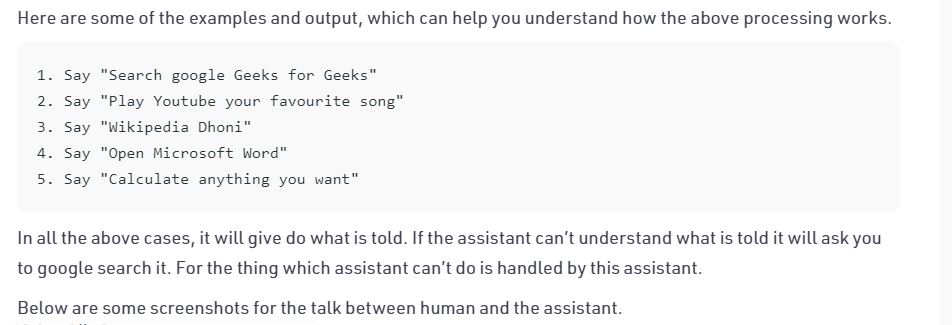 Here are some of the examples and output, which can help you understand how the above processing works.
1. Say "Search google Geeks for Geeks"
2. Say "Play Youtube your favourite song"
3. Say "Wikipedia Dhoni"
4. Say "Open Microsoft Word"
5. Say "Calculate anything you want"
In all the above cases, it will give do what is told. If the assistant can’t understand what is told it will ask you
to google search it. For the thing which assistant can’t do is handled by this assistant.
Below are some screenshots for the talk between human and the assistant.